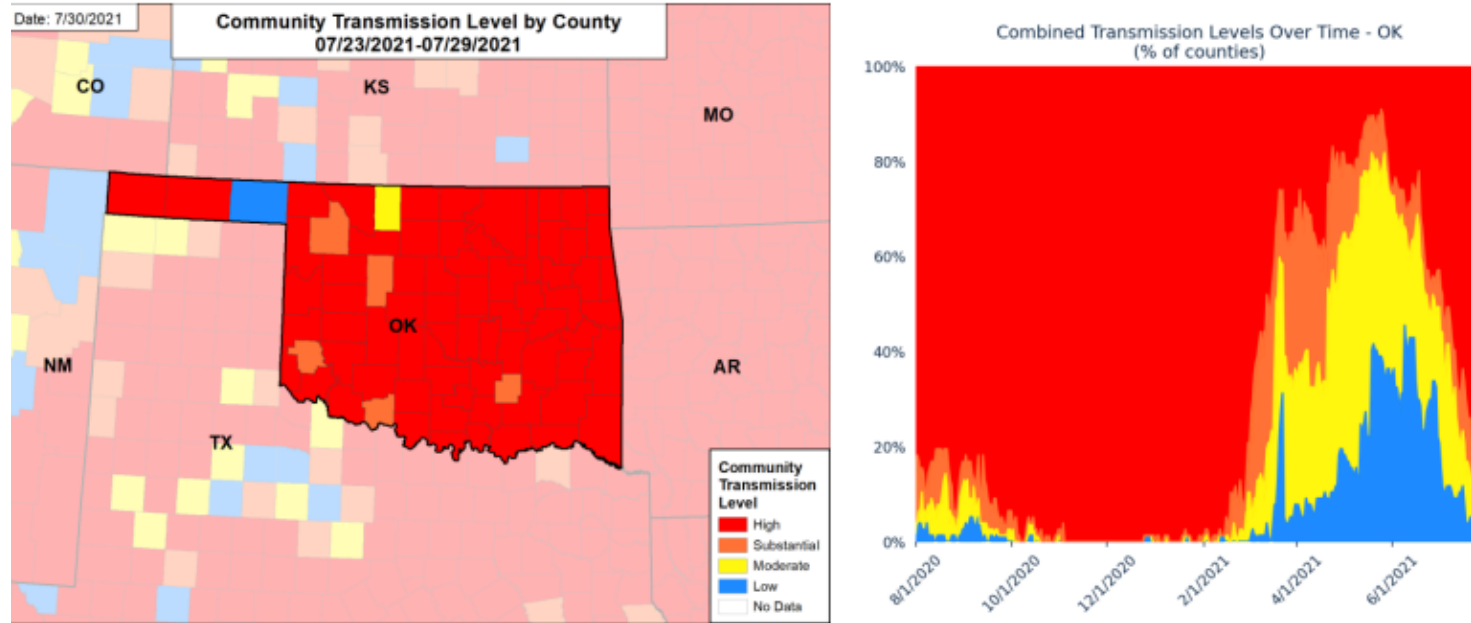 Date: 7/30/2021
Community Transmission Level by County
07/23/2021-07/29/2021
CO
KS
MO
OK
NM
AR
TX
Community
Transmission
Level
High
Substantial
Moderate
Low
No Data
Combined Transmission Levels Over Time - OK
(% of counties)
100%
80%
60%
40%
20%
0%
8/1/2020
10/1/2020
12/1/2020
2/1/2021
4/1/2021
6/1/2021